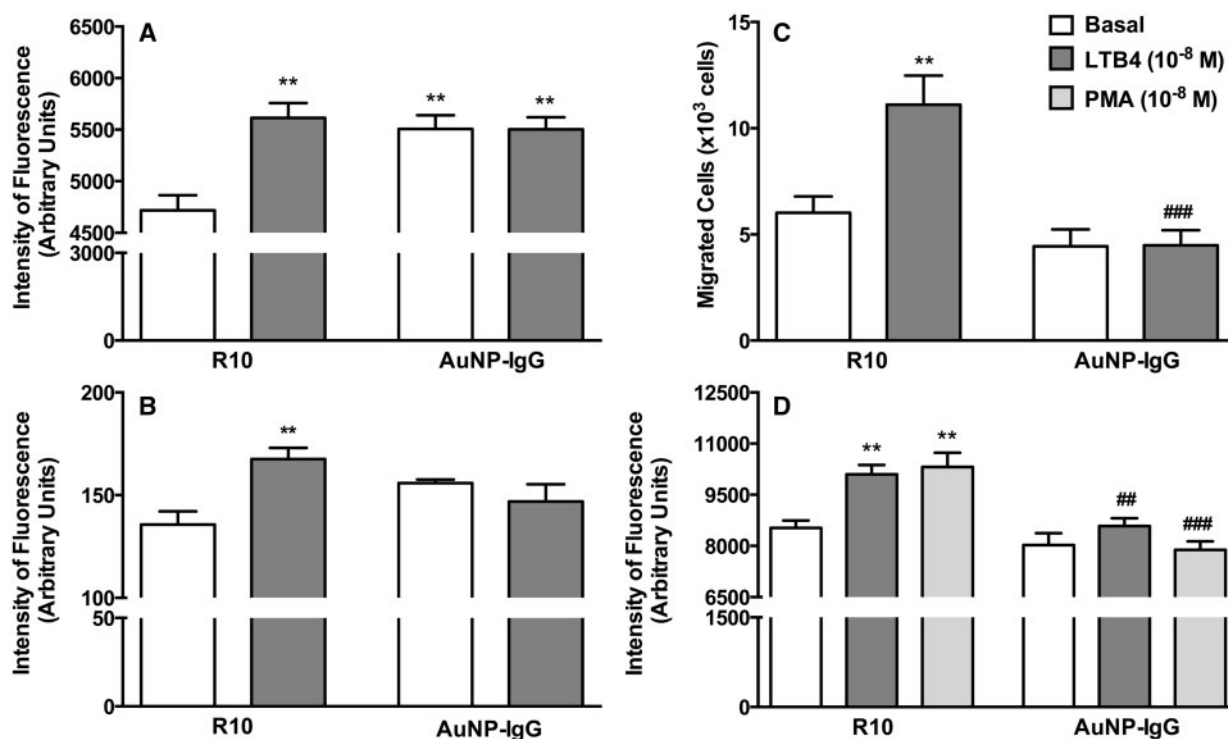 A
Intensity of Fluorescence
(Arbitrary Units)
6500
6000
5500
5000
4500
3000
0
**
**
**
R10
AuNP-IgG
C
Migrated Cells (x10³ cells)
15
10
5
0
**
###
R10
AuNP-IgG
Basal
LTB4 (10⁻⁸ M)
PMA (10⁻⁸ M)
B
Intensity of Fluorescence
(Arbitrary Units)
200
150
100
50
0
**
R10
AuNP-IgG
D
Intensity of Fluorescence
(Arbitrary Units)
12500
11000
9500
8000
6500
1500
0
**
**
##
###
R10
AuNP-IgG